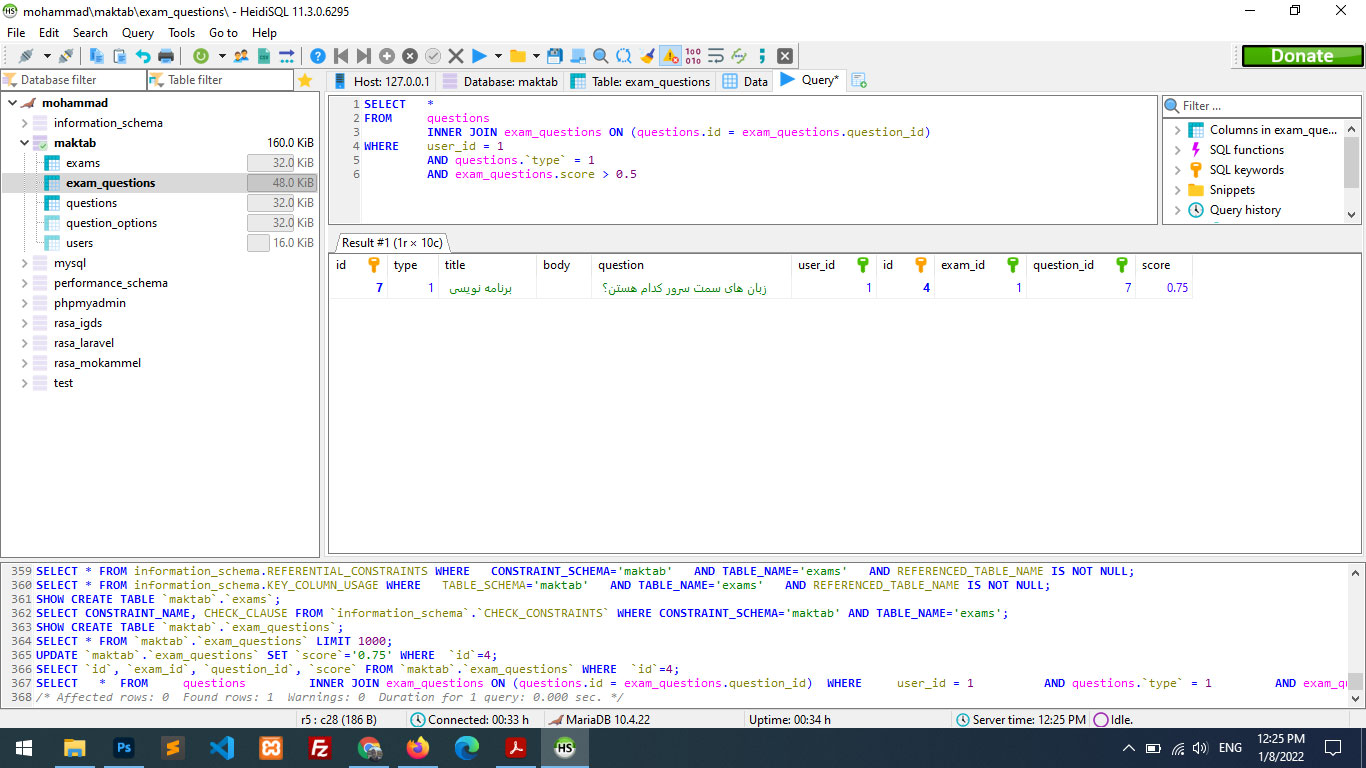 mohammad\maktab\exam_questions\ - HeidiSQL 11.3.0.6295
File Edit Search Query Tools Go to Help
Donate
Database filter Table filter Host: 127.0.0.1 Database: maktab Table: exam_questions Data Query*
mohammad
information_schema
maktab 160.0 KiB
exams 32.0 KiB
exam_questions 48.0 KiB
questions 32.0 KiB
question_options 32.0 KiB
users 16.0 KiB
mysql
performance_schema
phpmyadmin
rasa_igds
rasa_laravel
rasa_mokammel
test
1 SELECT *
2 FROM questions
3 INNER JOIN exam_questions ON (questions.id = exam_questions.question_id)
4 WHERE user_id = 1
5 AND questions.`type` = 1
6 AND exam_questions.score > 0.5
Filter ...
Columns in exam_que...
SQL functions
SQL keywords
Snippets
Query history
Result #1 (1r × 10c)
id type title body question user_id id exam_id question_id score
7 1 برنامه نویسی زبان های سمت سرور کدام هستن؟ 1 4 1 7 0.75
359 SELECT * FROM information_schema.REFERENTIAL_CONSTRAINTS WHERE CONSTRAINT_SCHEMA='maktab' AND TABLE_NAME='exams' AND REFERENCED_TABLE_NAME IS NOT NULL;
360 SELECT * FROM information_schema.KEY_COLUMN_USAGE WHERE TABLE_SCHEMA='maktab' AND TABLE_NAME='exams' AND REFERENCED_TABLE_NAME IS NOT NULL;
361 SHOW CREATE TABLE `maktab`.`exams`;
362 SELECT CONSTRAINT_NAME, CHECK_CLAUSE FROM `information_schema`.`CHECK_CONSTRAINTS` WHERE CONSTRAINT_SCHEMA='maktab' AND TABLE_NAME='exams';
363 SHOW CREATE TABLE `maktab`.`exam_questions`;
364 SELECT * FROM `maktab`.`exam_questions` LIMIT 1000;
365 UPDATE `maktab`.`exam_questions` SET `score`='0.75' WHERE `id`=4;
366 SELECT `id`, `exam_id`, `question_id`, `score` FROM `maktab`.`exam_questions` WHERE `id`=4;
367 SELECT * FROM questions INNER JOIN exam_questions ON (questions.id = exam_questions.question_id) WHERE user_id = 1 AND questions.`type` = 1 AND exam_qu
368 /* Affected rows: 0 Found rows: 1 Warnings: 0 Duration for 1 query: 0.000 sec. */
r5 : c28 (186 B) Connected: 00:33 h MariaDB 10.4.22 Uptime: 00:34 h Server time: 12:25 PM Idle.
Ps Fz HS ENG 12:25 PM
1/8/2022